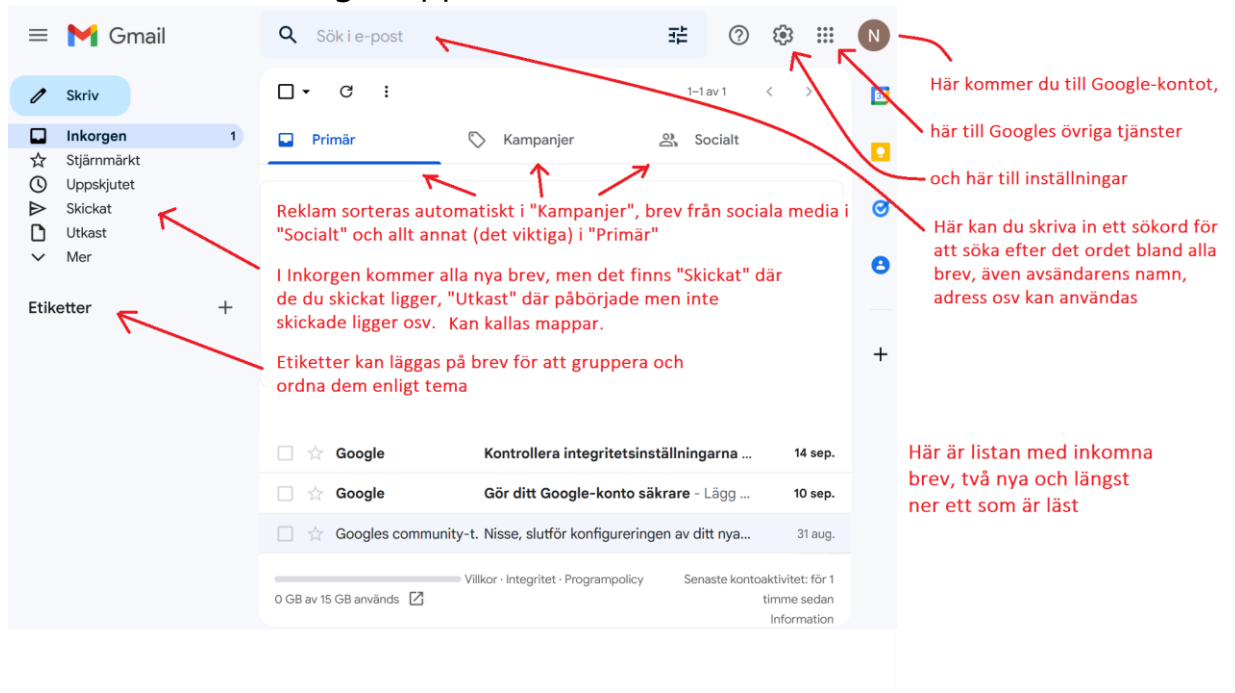 Gmail
Sök i e-post
N
Här kommer du till Google-kontot,
här till Googles övriga tjänster
och här till inställningar
Här kan du skriva in ett sökord för
att söka efter det ordet bland alla
brev, även avsändarens namn,
adress osv kan användas
Skriv
Inkorgen 1
Stjärnmärkt
Uppskjutet
Skickat
Utkast
Mer
Etiketter +
1–1 av 1
Primär
Kampanjer
Socialt
Reklam sorteras automatiskt i "Kampanjer", brev från sociala media i
"Socialt" och allt annat (det viktiga) i "Primär"
I Inkorgen kommer alla nya brev, men det finns "Skickat" där
de du skickat ligger, "Utkast" där påbörjade men inte
skickade ligger osv. Kan kallas mappar.
Etiketter kan läggas på brev för att gruppera och
ordna dem enligt tema
Google Kontrollera integritetsinställningarna ... 14 sep.
Google Gör ditt Google-konto säkrare - Lägg ... 10 sep.
Googles community-t. Nisse, slutför konfigureringen av ditt nya... 31 aug.
Här är listan med inkomna
brev, två nya och längst
ner ett som är läst
0 GB av 15 GB används
Villkor · Integritet · Programpolicy
Senaste kontoaktivitet: för 1
timme sedan
Information